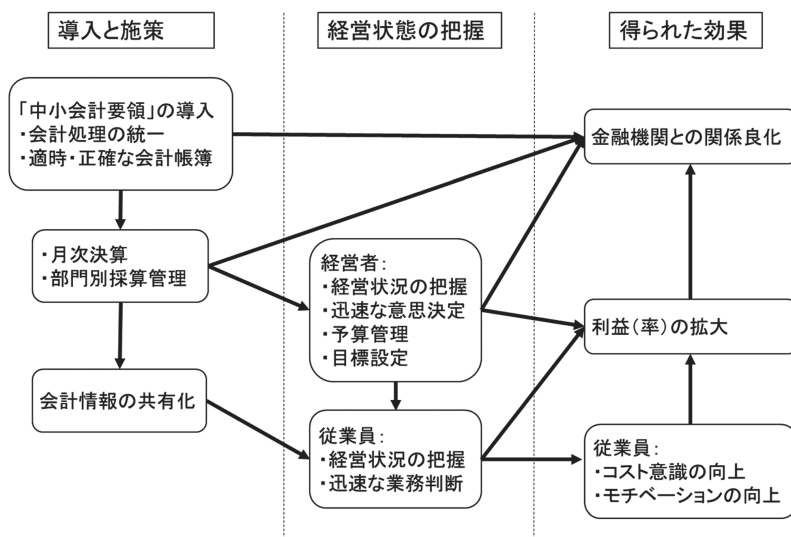 導入と施策
経営状態の把握
得られた効果
「中小会計要領」の導入
・会計処理の統一
・適時・正確な会計帳簿
・月次決算
・部門別採算管理
会計情報の共有化
経営者:
・経営状況の把握
・迅速な意思決定
・予算管理
・目標設定
従業員:
・経営状況の把握
・迅速な業務判断
金融機関との関係良化
利益(率)の拡大
従業員:
・コスト意識の向上
・モチベーションの向上